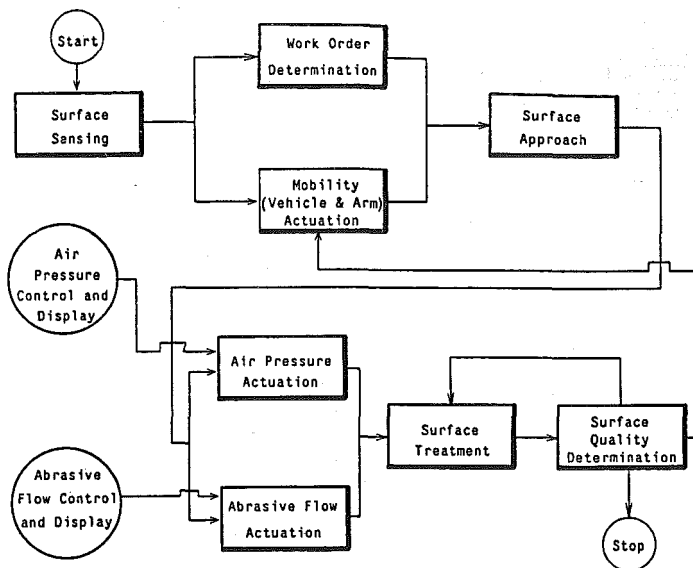 Start
Work Order
Determination
Surface
Sensing
Surface
Approach
Mobility
(Vehicle & Arm)
Actuation
Air
Pressure
Control and
Display
Air Pressure
Actuation
Surface
Treatment
Surface
Quality
Determination
Abrasive
Flow Control
and Display
Abrasive Flow
Actuation
Stop